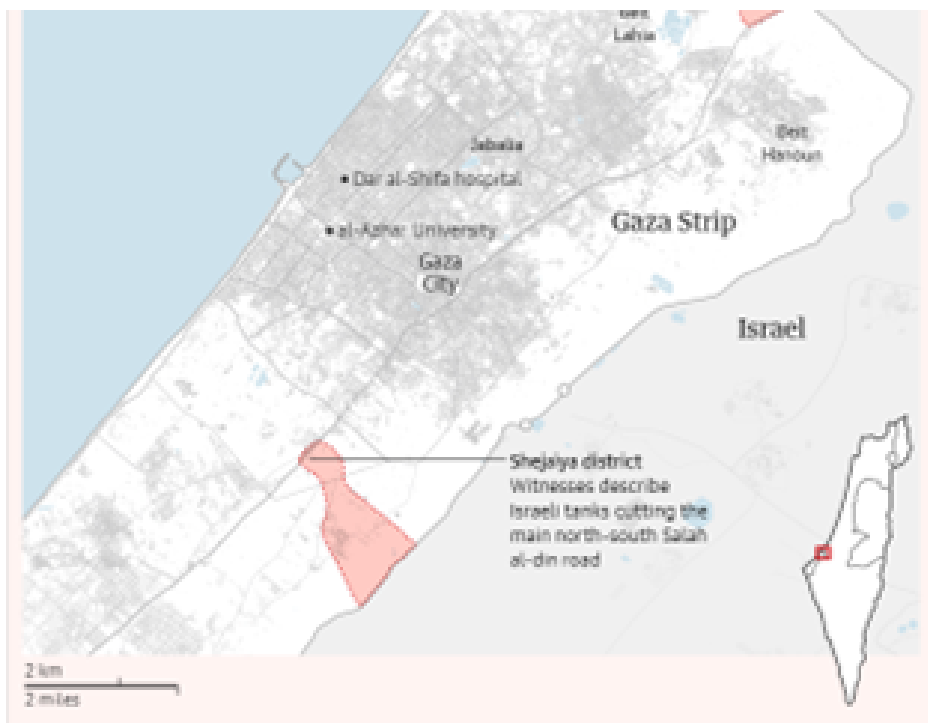 Beit
Lahia
Jabalia
Beit
Hanoun
Dar al-Shifa hospital
Gaza Strip
al-Azhar University
Gaza
City
Israel
Shejaiya district
Witnesses describe
Israeli tanks cutting the
main north-south Salah
al-din road
2 km
2 miles